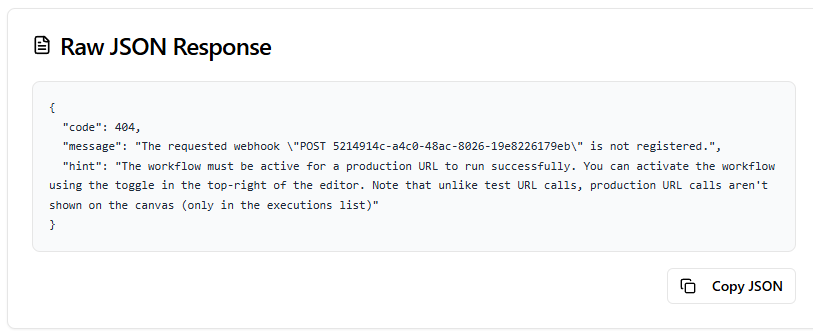 Raw JSON Response
{
"code": 404,
"message": "The requested webhook \"POST 5214914c-a4c0-48ac-8026-19e8226179eb\" is not registered.",
"hint": "The workflow must be active for a production URL to run successfully. You can activate the workflow
using the toggle in the top-right of the editor. Note that unlike test URL calls, production URL calls aren't
shown on the canvas (only in the executions list)"
}
Copy JSON